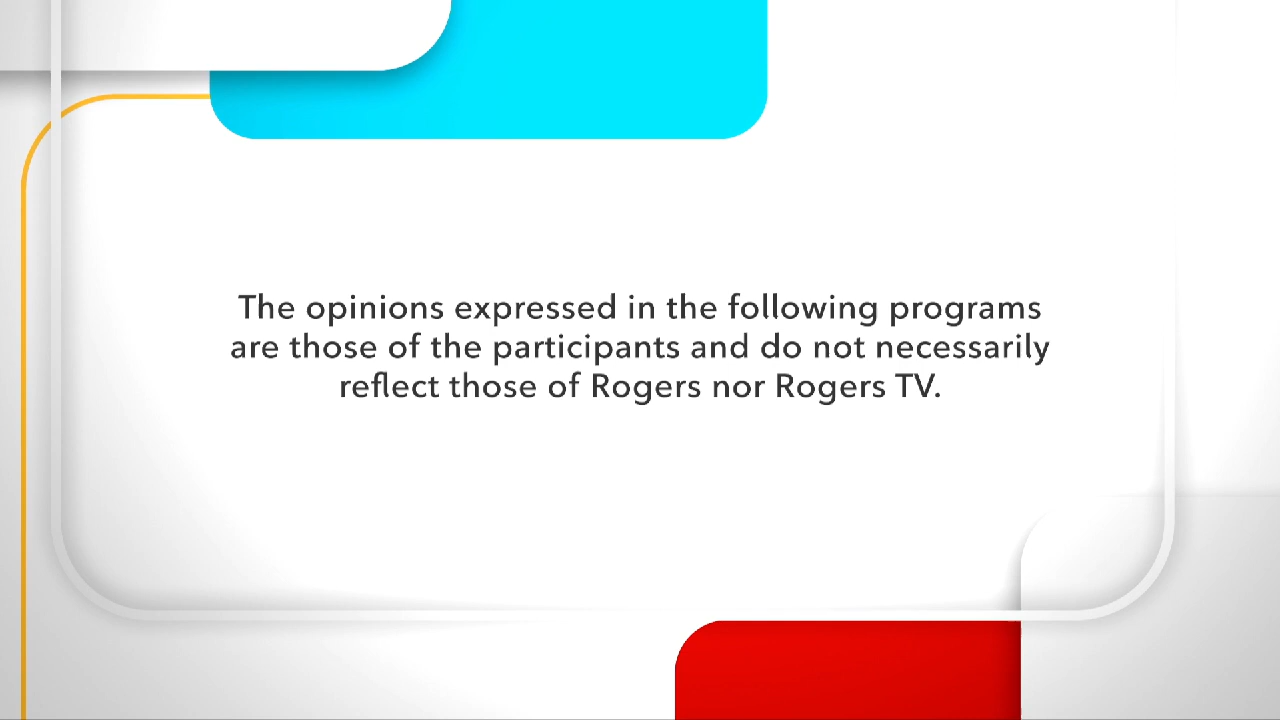 The opinions expressed in the following programs
are those of the participants and do not necessarily
reflect those of Rogers nor Rogers TV.